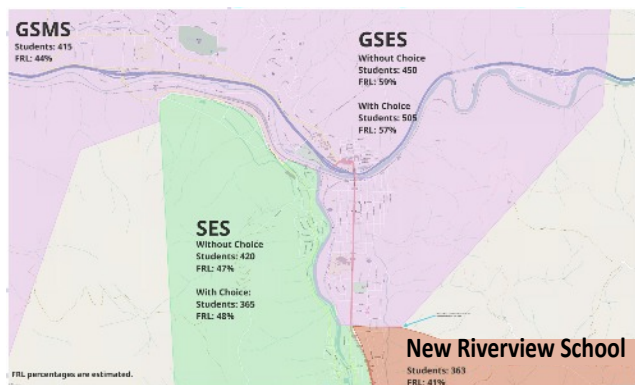 GSMS
Students: 415
FRL: 44%
GSES
Without Choice
Students: 450
FRL: 59%
With Choice
Students: 505
FRL: 57%
SES
Without Choice
Students: 420
FRL: 47%
With Choice:
Students: 365
FRL: 48%
New Riverview School
Students: 363
FRL: 41%
FRL percentages are estimated.